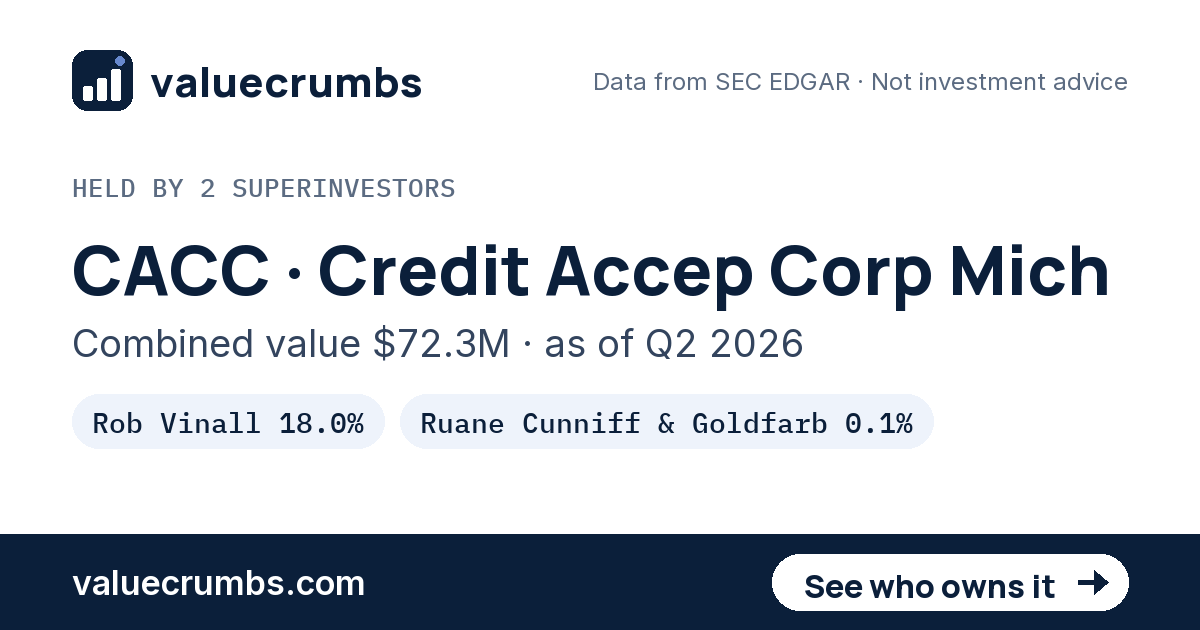 valuecrumbs
Data from SEC EDGAR · Not investment advice
HELD BY 2 SUPERINVESTORS
CACC · Credit Accep Corp Mich
Combined value $72.3M · as of Q2 2026
Rob Vinall 18.0%
Ruane Cunniff & Goldfarb 0.1%
valuecrumbs.com
See who owns it →